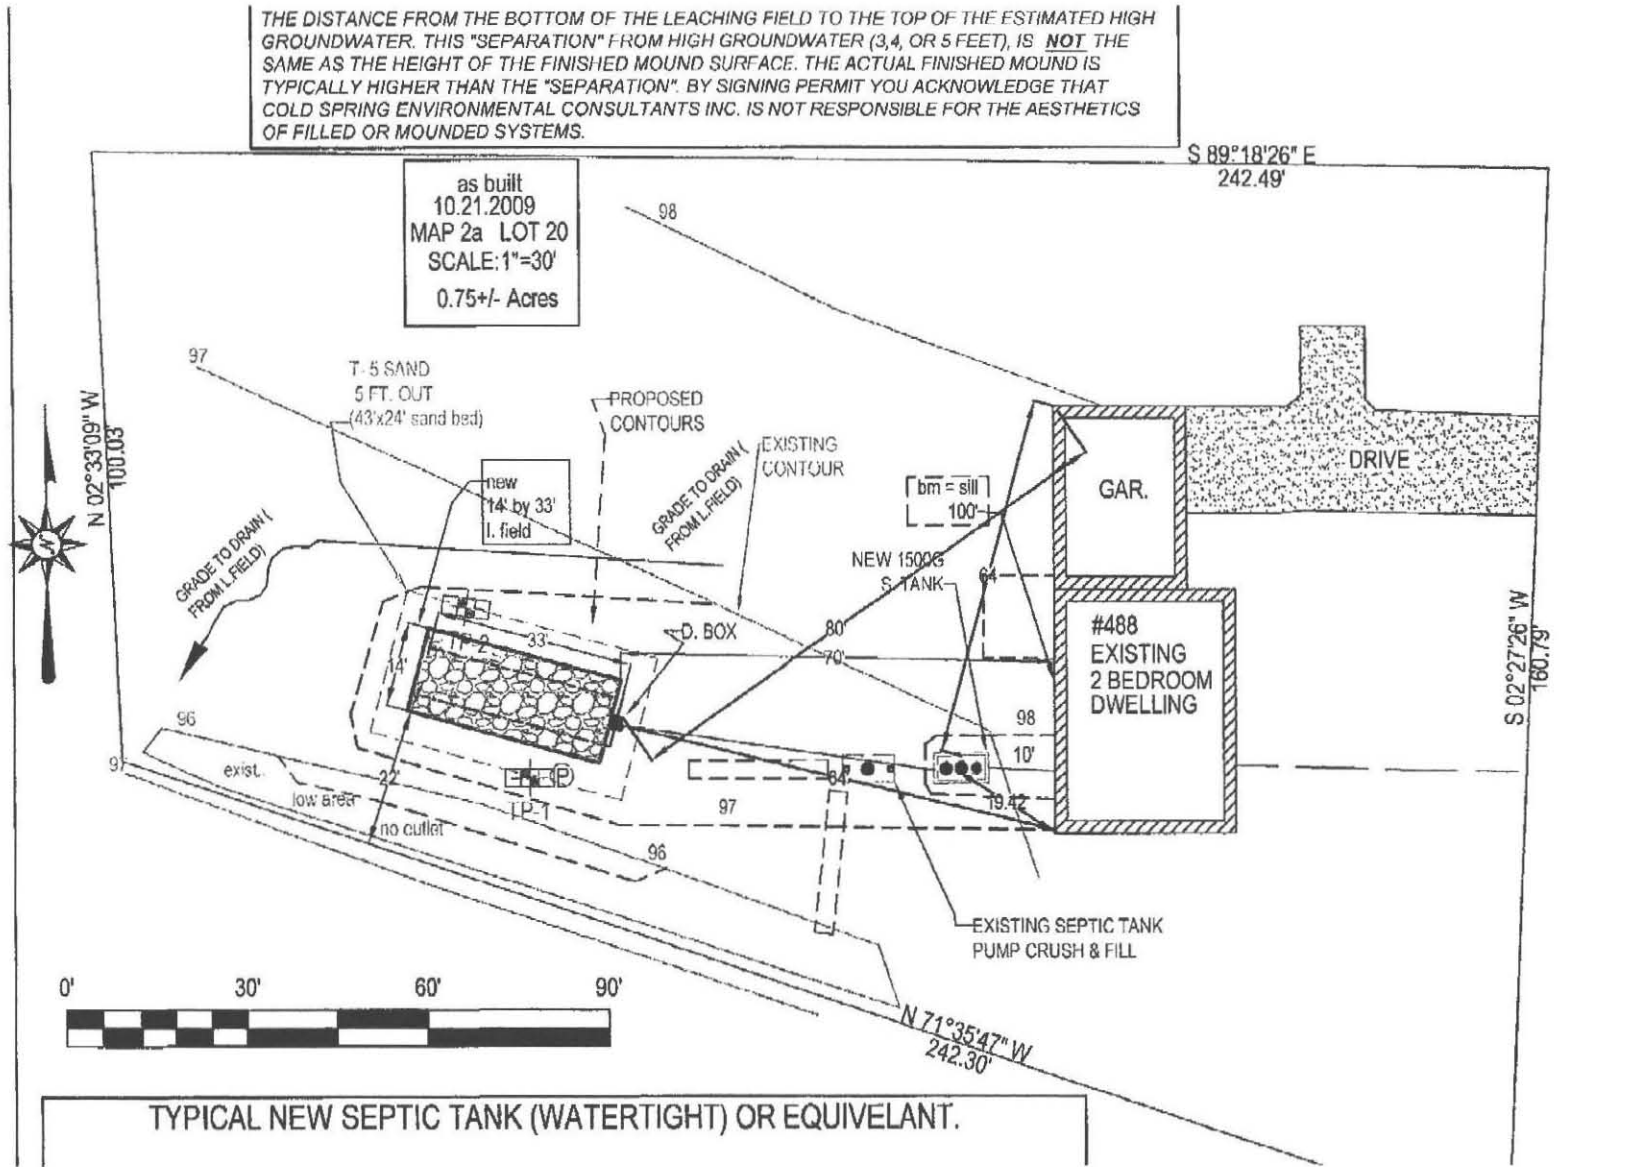 THE DISTANCE FROM THE BOTTOM OF THE LEACHING FIELD TO THE TOP OF THE ESTIMATED HIGH
GROUNDWATER. THIS "SEPARATION" FROM HIGH GROUNDWATER (3,4, OR 5 FEET), IS NOT THE
SAME AS THE HEIGHT OF THE FINISHED MOUND SURFACE. THE ACTUAL FINISHED MOUND IS
TYPICALLY HIGHER THAN THE "SEPARATION". BY SIGNING PERMIT YOU ACKNOWLEDGE THAT
COLD SPRING ENVIRONMENTAL CONSULTANTS INC. IS NOT RESPONSIBLE FOR THE AESTHETICS
OF FILLED OR MOUNDED SYSTEMS.
S 89°18'26" E
242.49'
as built
10.21.2009
MAP 2a LOT 20
SCALE:1"=30'
0.75+/- Acres
98
97
T- 5 SAND
5 FT. OUT
(43'x24' sand bed)
PROPOSED
CONTOURS
N 02°33'09" W
100.03'
EXISTING
CONTOUR
GRADE TO DRAIN (
FROM L.FIELD)
new
14' by 33'
l. field
bm = sill
100'
GAR.
DRIVE
GRADE TO DRAIN (
FROM L.FIELD)
N
NEW 1500G
S. TANK
64
#488
EXISTING
2 BEDROOM
DWELLING
S 02°27'26" W
160.79'
80'
70'
D. BOX
33'
14'
TP-2
96
98
10'
97
exist.
22'
P
64'
19.42
low area
TP-1
97
no outlet
96
EXISTING SEPTIC TANK
PUMP CRUSH & FILL
0' 30' 60' 90'
N 71°35'47" W
242.30'
TYPICAL NEW SEPTIC TANK (WATERTIGHT) OR EQUIVELANT.